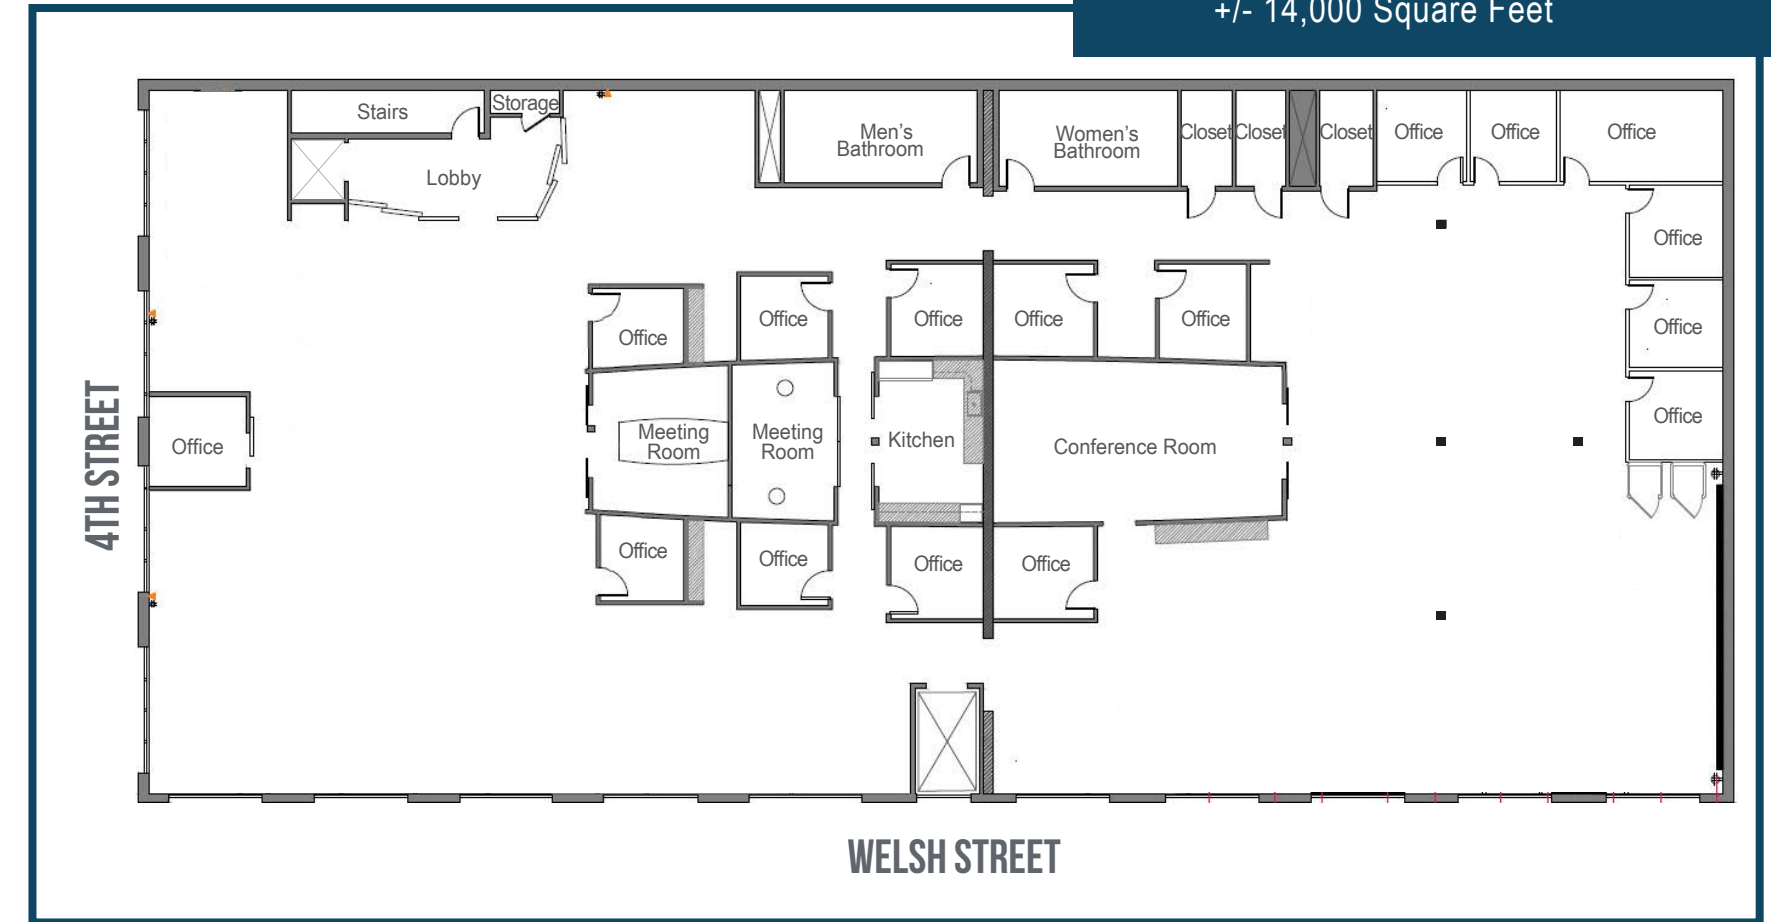 +/- 14,000 Square Feet
Stairs
Storage
Lobby
Men's
Bathroom
Women's
Bathroom
Closet
Closet
Closet
Office
Office
Office
Office
Office
Office
Office
Office
Office
Office
Office
4TH STREET
Office
Meeting
Room
Meeting
Room
Kitchen
Conference Room
Office
Office
Office
Office
WELSH STREET